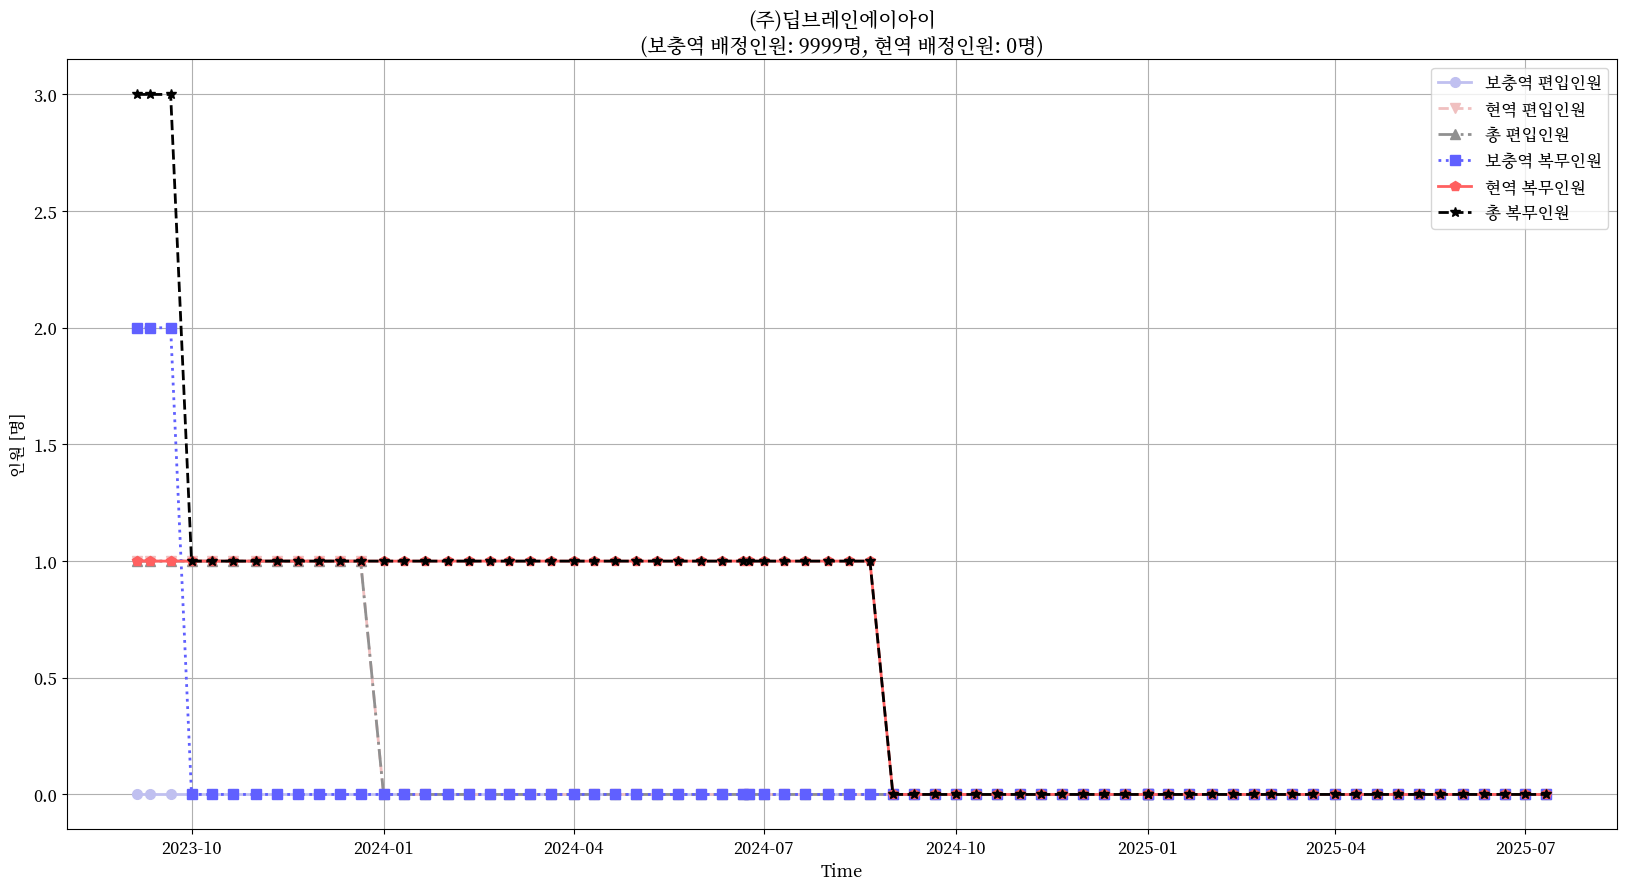 (주)딥브레인에이아이
(보충역 배정인원: 9999명, 현역 배정인원: 0명)
보충역 편입인원
현역 편입인원
총 편입인원
보충역 복무인원
현역 복무인원
총 복무인원
3.0
2.5
2.0
1.5
1.0
0.5
0.0
인원 [명]
2023-10
2024-01
2024-04
2024-07
2024-10
2025-01
2025-04
2025-07
Time